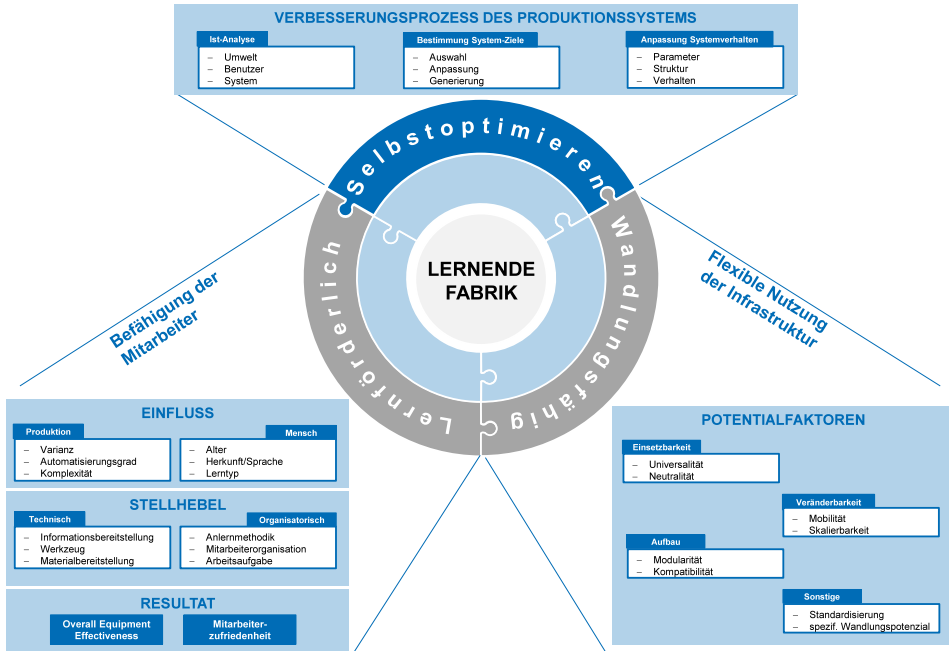 VERBESSERUNGSPROZESS DES PRODUKTIONSSYSTEMS
Ist-Analyse
– Umwelt
– Benutzer
– System
Bestimmung System-Ziele
– Auswahl
– Anpassung
– Generierung
Anpassung Systemverhalten
– Parameter
– Struktur
– Verhalten
Selbstoptimieren
Wandlungsfähig
Lernförderlich
LERNENDE
FABRIK
Befähigung der
Mitarbeiter
Flexible Nutzung
der Infrastruktur
EINFLUSS
Produktion
– Varianz
– Automatisierungsgrad
– Komplexität
Mensch
– Alter
– Herkunft/Sprache
– Lerntyp
STELLHEBEL
Technisch
– Informationsbereitstellung
– Werkzeug
– Materialbereitstellung
Organisatorisch
– Anlernmethodik
– Mitarbeiterorganisation
– Arbeitsaufgabe
RESULTAT
Overall Equipment
Effectiveness
Mitarbeiter-
zufriedenheit
POTENTIALFAKTOREN
Einsetzbarkeit
– Universalität
– Neutralität
Veränderbarkeit
– Mobilität
– Skalierbarkeit
Aufbau
– Modularität
– Kompatibilität
Sonstige
– Standardisierung
– spezif. Wandlungspotenzial